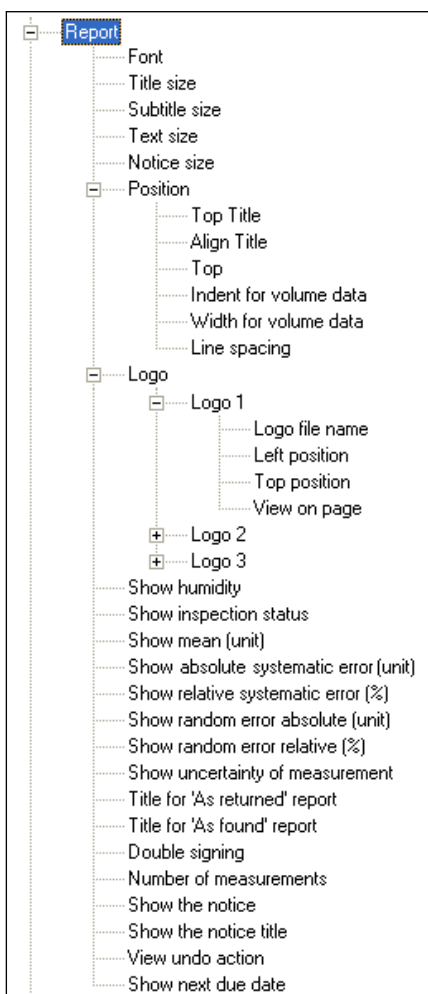 Report
Font
Title size
Subtitle size
Text size
Notice size
Position
Top Title
Align Title
Top
Indent for volume data
Width for volume data
Line spacing
Logo
Logo 1
Logo file name
Left position
Top position
View on page
Logo 2
Logo 3
Show humidity
Show inspection status
Show mean (unit)
Show absolute systematic error (unit)
Show relative systematic error (%)
Show random error absolute (unit)
Show random error relative (%)
Show uncertainty of measurement
Title for 'As returned' report
Title for 'As found' report
Double signing
Number of measurements
Show the notice
Show the notice title
View undo action
Show next due date